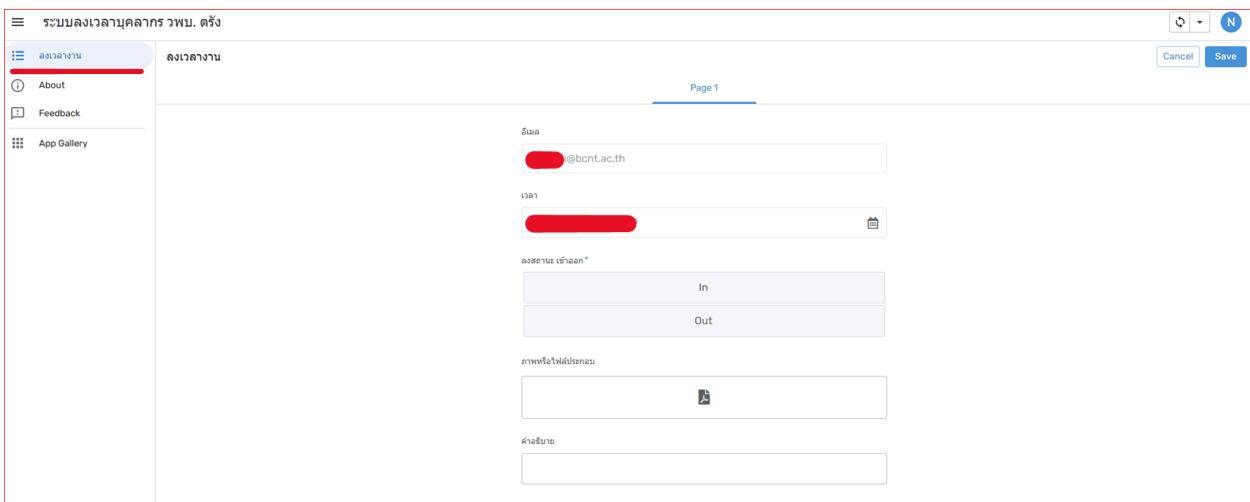 ระบบลงเวลาบุคลากร วพบ. ตรัง
N
ลงเวลางาน
About
Feedback
App Gallery
ลงเวลางาน
Cancel
Save
Page 1
อีเมล
i@bcnt.ac.th
เวลา
ลงสถานะ เข้าออก*
In
Out
ภาพหรือไฟล์ประกอบ
คำอธิบาย